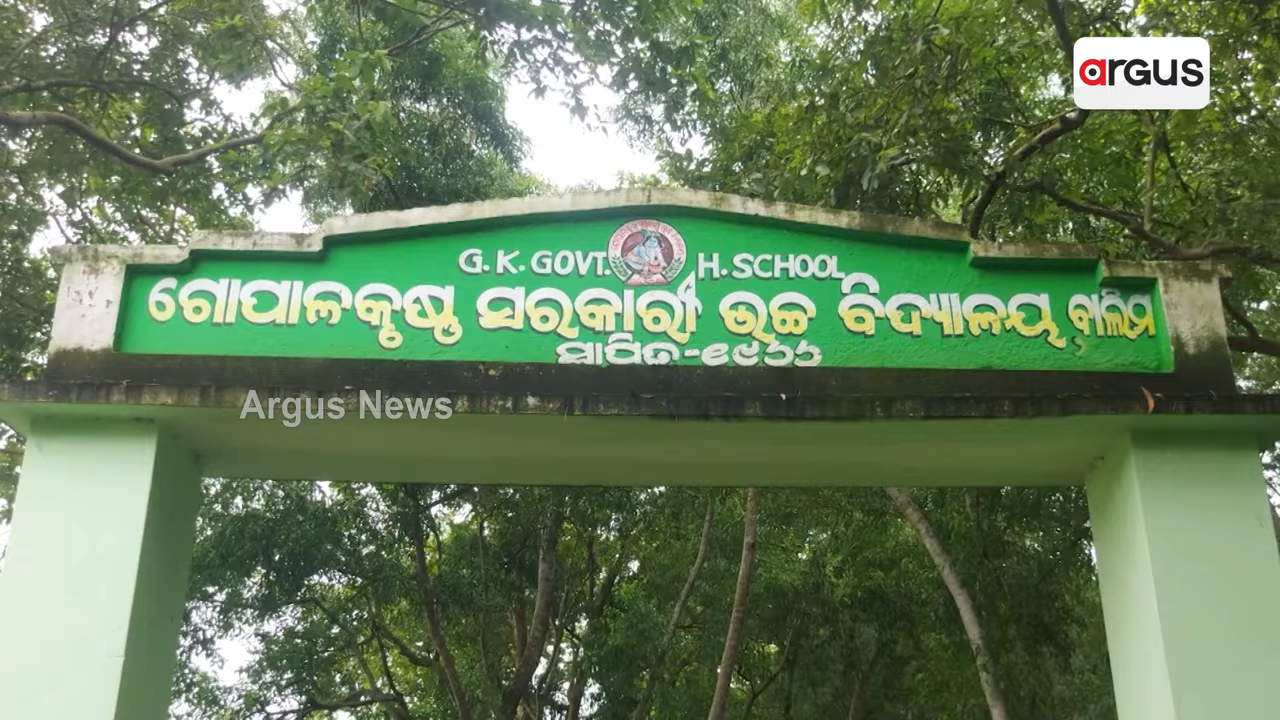 argus
G.K.GOVT. H.SCHOOL
ଗୋପାଳକୃଷ୍ଣ ସରକାରୀ ଉଚ୍ଚ ବିଦ୍ୟାଳୟ
ସ୍ଥାପିତ-୧୯୬୬
Argus News